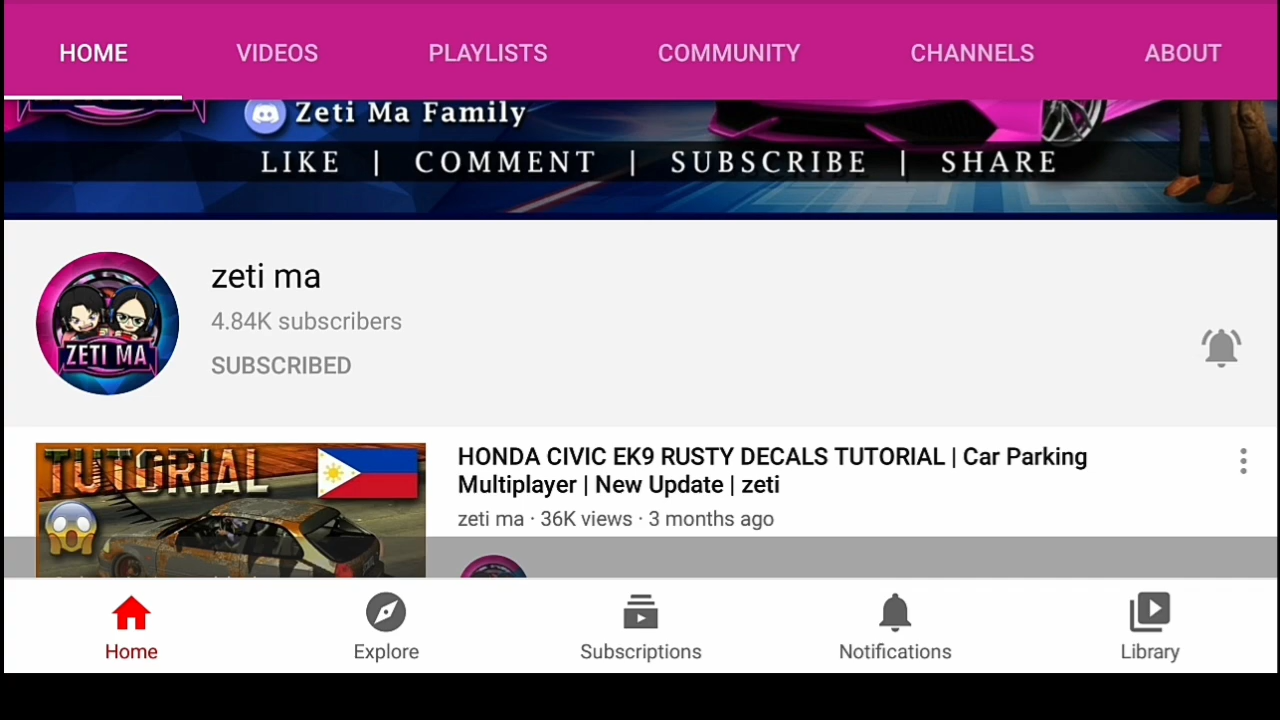 HOME VIDEOS PLAYLISTS COMMUNITY CHANNELS ABOUT
Zeti Ma Family
LIKE | COMMENT | SUBSCRIBE | SHARE
zeti ma
4.84K subscribers
SUBSCRIBED
ZETI MA
TUTORIAL
HONDA CIVIC EK9 RUSTY DECALS TUTORIAL | Car Parking
Multiplayer | New Update | zeti
zeti ma · 36K views · 3 months ago
Home Explore Subscriptions Notifications Library